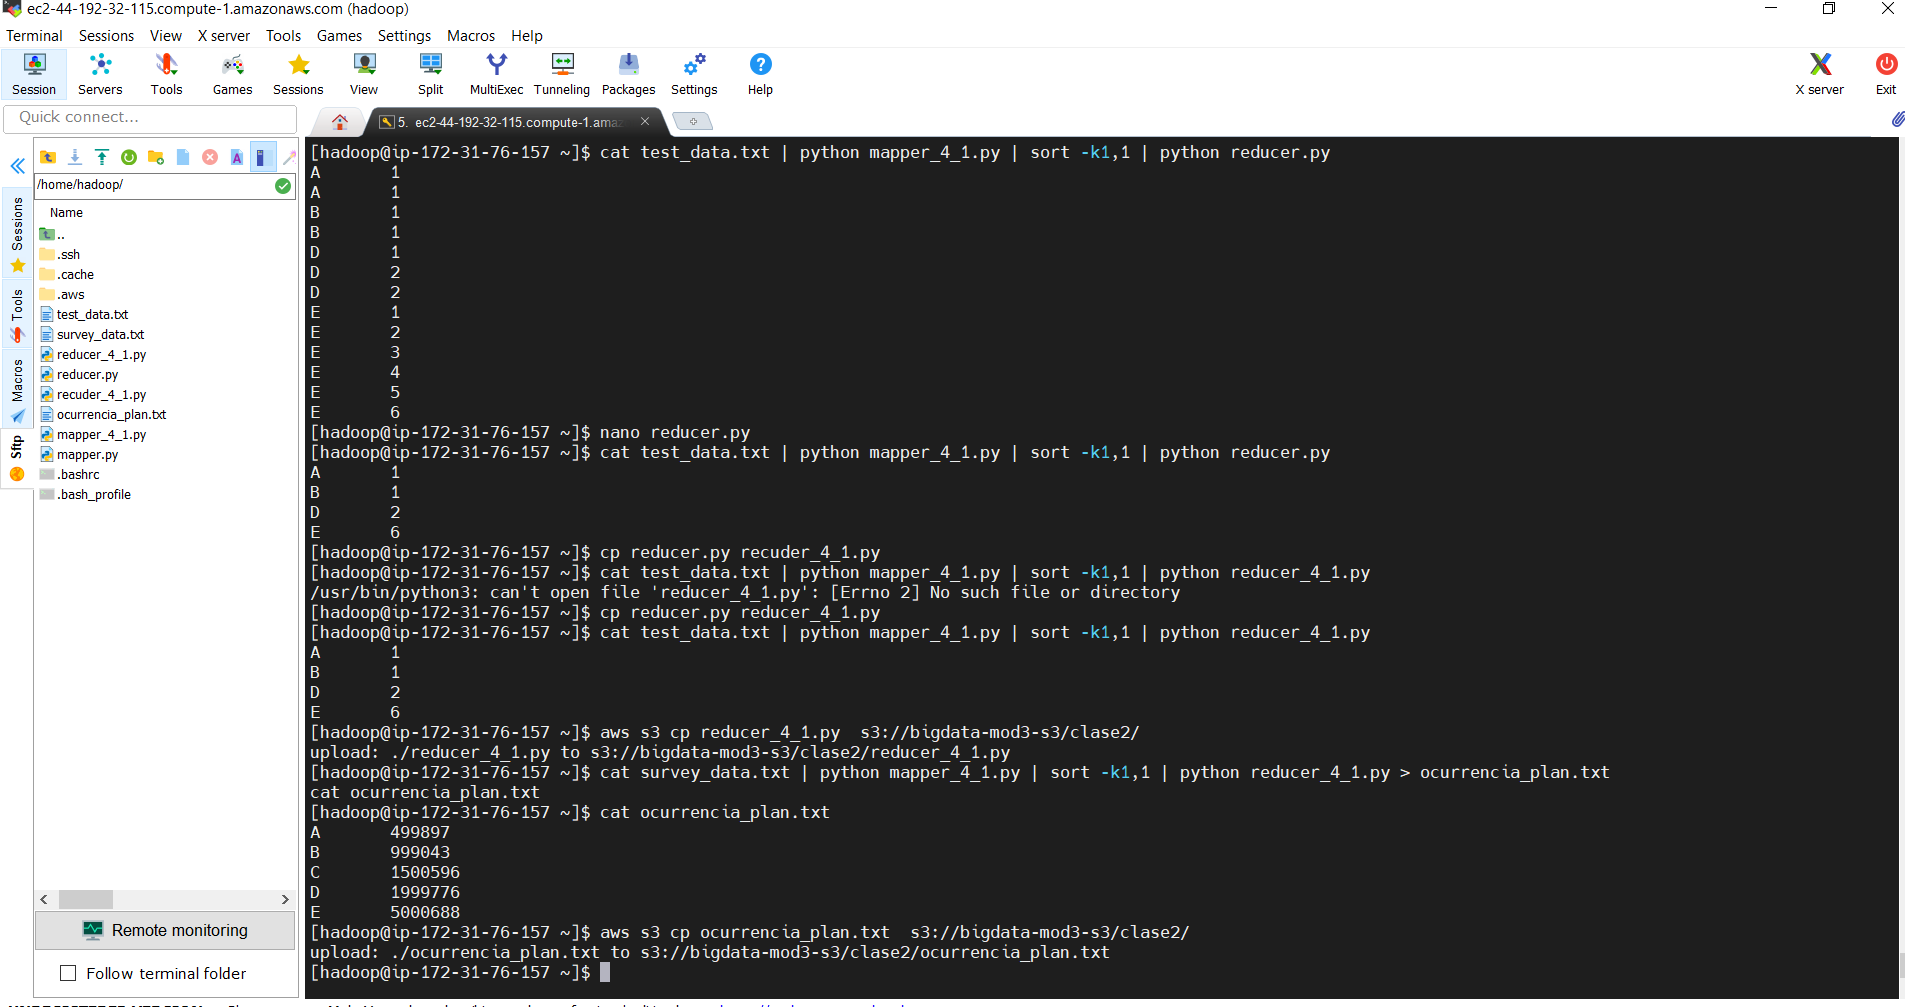 ec2-44-192-32-115.compute-1.amazonaws.com (hadoop)
Terminal Sessions View X server Tools Games Settings Macros Help
Session Servers Tools Games Sessions View Split MultiExec Tunneling Packages Settings Help X server Exit
Quick connect...
5. ec2-44-192-32-115.compute-1.ama
/home/hadoop/
Name
..
.ssh
.cache
.aws
test_data.txt
survey_data.txt
reducer_4_1.py
reducer.py
recuder_4_1.py
ocurrencia_plan.txt
mapper_4_1.py
mapper.py
.bashrc
.bash_profile
Sessions
Tools
Macros
Sftp
Remote monitoring
Follow terminal folder
[hadoop@ip-172-31-76-157 ~]$ cat test_data.txt | python mapper_4_1.py | sort -k1,1 | python reducer.py
A 1
A 1
B 1
B 1
D 1
D 2
D 2
E 1
E 2
E 3
E 4
E 5
E 6
[hadoop@ip-172-31-76-157 ~]$ nano reducer.py
[hadoop@ip-172-31-76-157 ~]$ cat test_data.txt | python mapper_4_1.py | sort -k1,1 | python reducer.py
A 1
B 1
D 2
E 6
[hadoop@ip-172-31-76-157 ~]$ cp reducer.py recuder_4_1.py
[hadoop@ip-172-31-76-157 ~]$ cat test_data.txt | python mapper_4_1.py | sort -k1,1 | python reducer_4_1.py
/usr/bin/python3: can't open file 'reducer_4_1.py': [Errno 2] No such file or directory
[hadoop@ip-172-31-76-157 ~]$ cp reducer.py reducer_4_1.py
[hadoop@ip-172-31-76-157 ~]$ cat test_data.txt | python mapper_4_1.py | sort -k1,1 | python reducer_4_1.py
A 1
B 1
D 2
E 6
[hadoop@ip-172-31-76-157 ~]$ aws s3 cp reducer_4_1.py s3://bigdata-mod3-s3/clase2/
upload: ./reducer_4_1.py to s3://bigdata-mod3-s3/clase2/reducer_4_1.py
[hadoop@ip-172-31-76-157 ~]$ cat survey_data.txt | python mapper_4_1.py | sort -k1,1 | python reducer_4_1.py > ocurrencia_plan.txt
cat ocurrencia_plan.txt
[hadoop@ip-172-31-76-157 ~]$ cat ocurrencia_plan.txt
A 499897
B 999043
C 1500596
D 1999776
E 5000688
[hadoop@ip-172-31-76-157 ~]$ aws s3 cp ocurrencia_plan.txt s3://bigdata-mod3-s3/clase2/
upload: ./ocurrencia_plan.txt to s3://bigdata-mod3-s3/clase2/ocurrencia_plan.txt
[hadoop@ip-172-31-76-157 ~]$